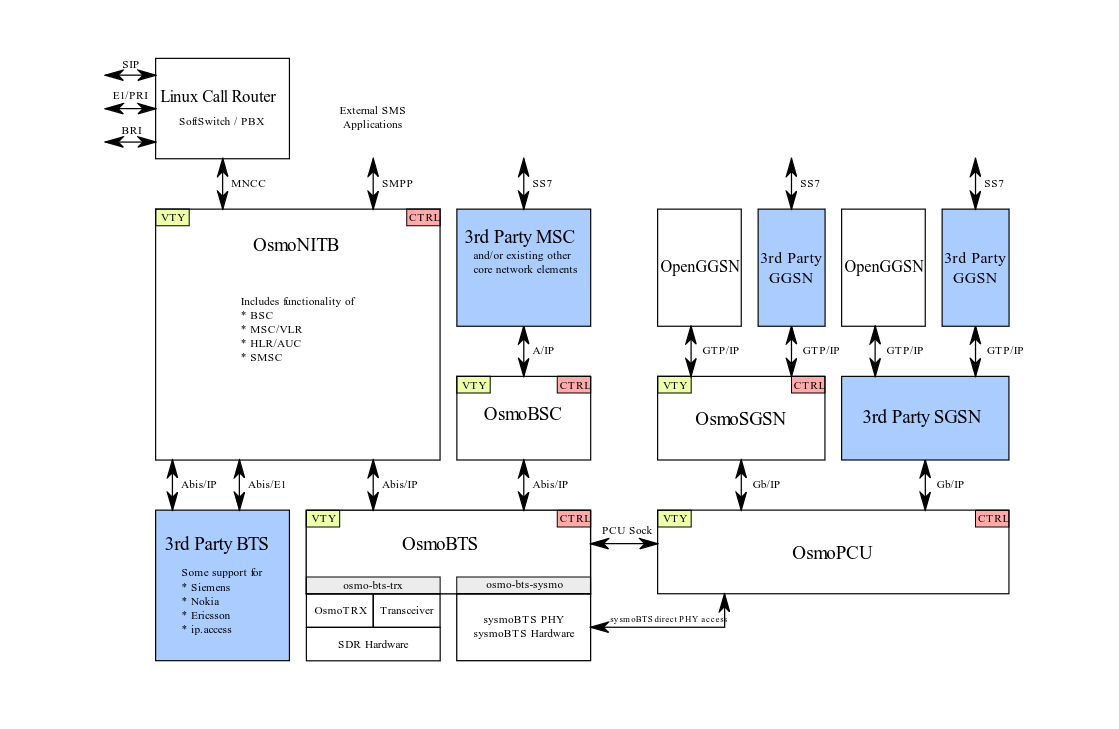 SIP
E1/PRI
BRI
Linux Call Router
SoftSwitch / PBX
External SMS
Applications
MNCC
SMPP
SS7
SS7
SS7
VTY
CTRL
OsmoNITB
Includes functionality of
* BSC
* MSC/VLR
* HLR/AUC
* SMSC
3rd Party MSC
and/or existing other
core network elements
OpenGGSN
3rd Party
GGSN
OpenGGSN
3rd Party
GGSN
A/IP
GTP/IP
GTP/IP
GTP/IP
GTP/IP
VTY
CTRL
OsmoBSC
VTY
CTRL
OsmoSGSN
3rd Party SGSN
Abis/IP
Abis/E1
Abis/IP
Abis/IP
Gb/IP
Gb/IP
3rd Party BTS
Some support for
* Siemens
* Nokia
* Ericsson
* ip.access
VTY
CTRL
OsmoBTS
osmo-bts-trx
osmo-bts-sysmo
OsmoTRX
Transceiver
SDR Hardware
sysmoBTS PHY
sysmoBTS Hardware
PCU Sock
VTY
CTRL
OsmoPCU
sysmoBTS direct PHY access